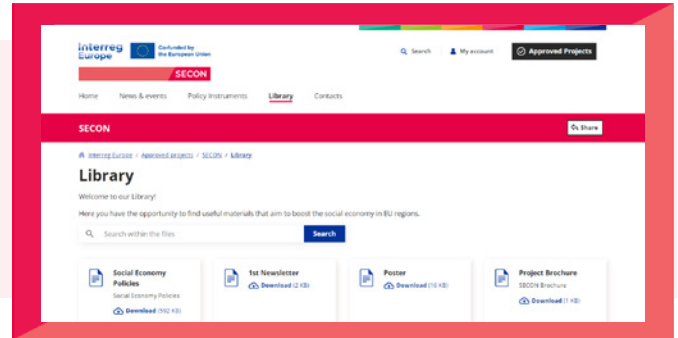 interreg Europe
Co-funded by
the European Union
Search
My account
Approved Projects
SECON
Home News & events Policy Instruments Library Contacts
SECON
Share
Interreg Europe / Approved projects / SECON / Library
Library
Welcome to our Library!
Here you have the opportunity to find useful materials that aim to boost the social economy in EU regions.
Search within the files
Search
Social Economy
Policies
Social Economy Policies
Download (592 KB)
1st Newsletter
Download (2 KB)
Poster
Download (10 KB)
Project Brochure
SECON Brochure
Download (1 KB)